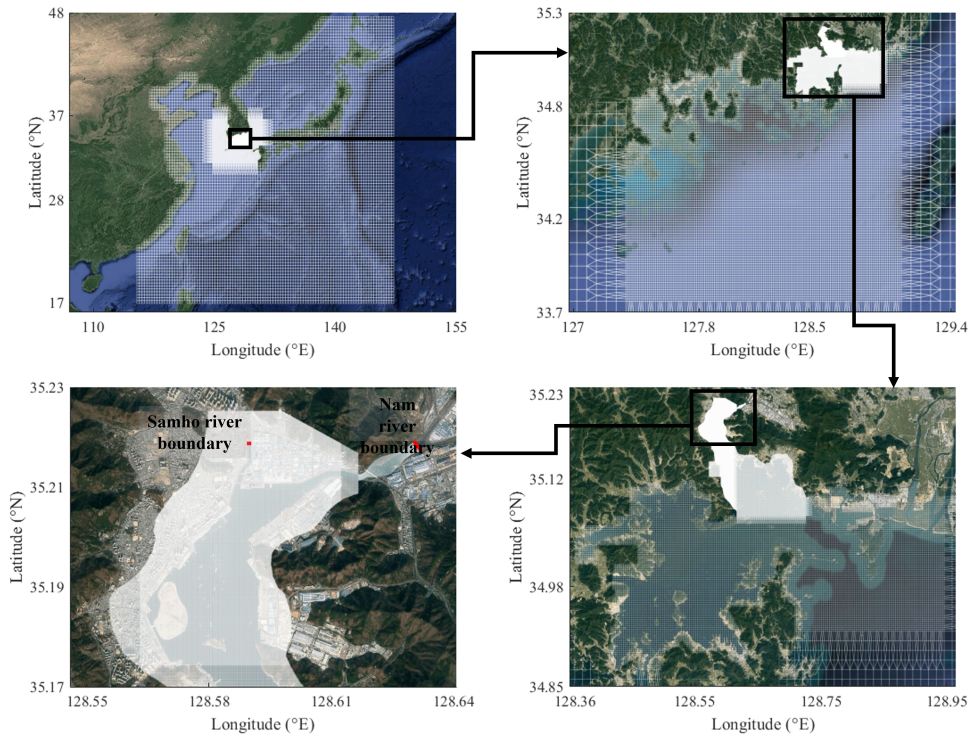 48
37
28
17
Latitude (°N)
110
125
140
155
Longitude (°E)
35.3
34.8
34.2
33.7
Latitude (°N)
127
127.8
128.5
129.4
Longitude (°E)
35.23
35.21
35.19
35.17
Latitude (°N)
Samho river
boundary
Nam
river
boundary
128.55
128.58
128.61
128.64
Longitude (°E)
35.23
35.12
34.98
34.85
Latitude (°N)
128.36
128.55
128.75
128.95
Longitude (°E)